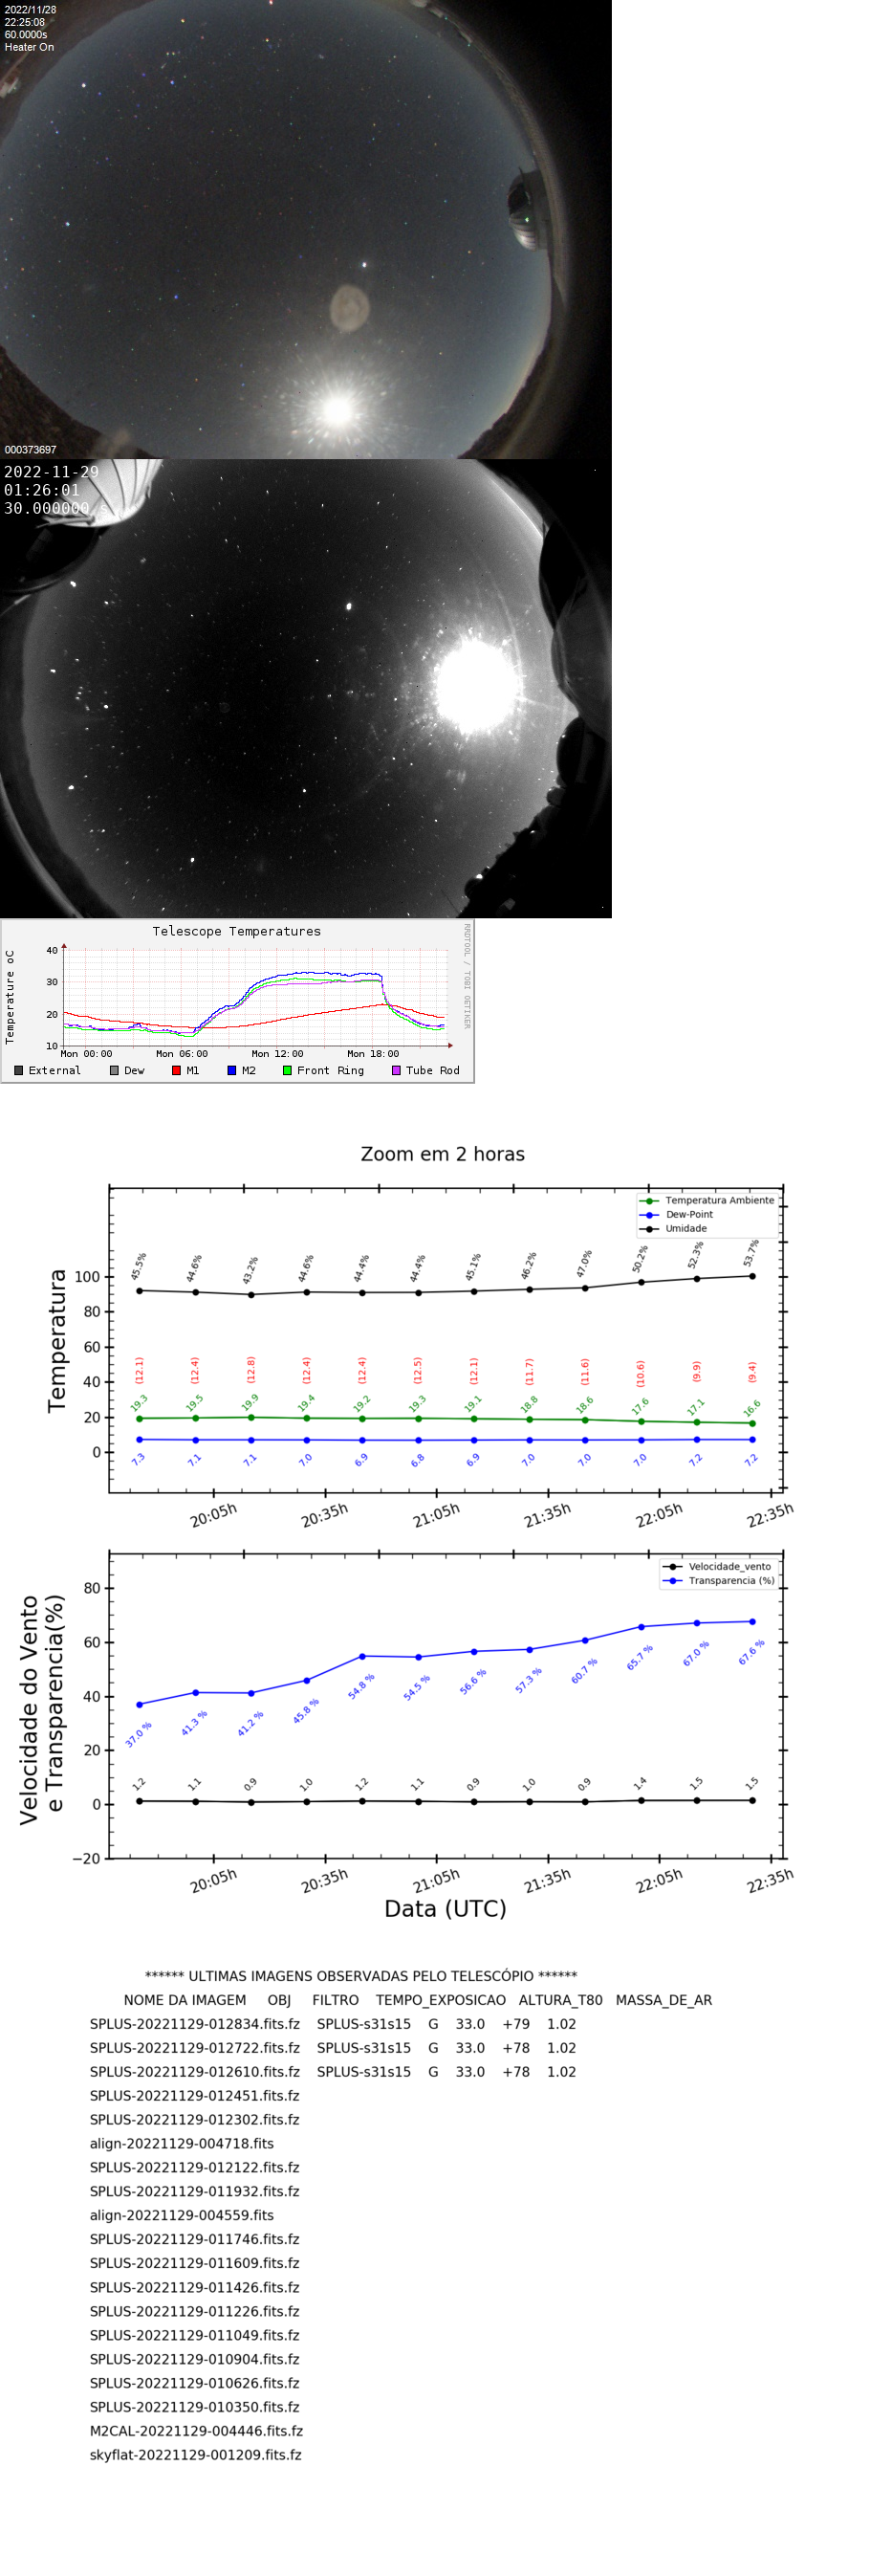 2022/11/28
22:25:08
60.0000s
Heater On
000373697
2022-11-29
01:26:01
30.000000 s
Telescope Temperatures
RRDTOOL / TOBI OETIKER
Temperature oC
40
30
20
10
Mon 00:00 Mon 06:00 Mon 12:00 Mon 18:00
External Dew M1 M2 Front Ring Tube Rod
Zoom em 2 horas
Temperatura Ambiente
Dew-Point
Umidade
Temperatura
100
80
60
40
20
0
45.5% 44.6% 43.2% 44.6% 44.4% 44.4% 45.1% 46.2% 47.0% 50.2% 52.3% 53.7%
(12.1) (12.4) (12.8) (12.4) (12.4) (12.5) (12.1) (11.7) (11.6) (10.6) (9.9) (9.4)
19.3 19.5 19.9 19.4 19.2 19.3 19.1 18.8 18.6 17.6 17.1 16.6
7.3 7.1 7.1 7.0 6.9 6.8 6.9 7.0 7.0 7.0 7.2 7.2
20:05h 20:35h 21:05h 21:35h 22:05h 22:35h
Velocidade_vento
Transparencia (%)
Velocidade do Vento
e Transparencia(%)
80
60
40
20
0
−20
37.0 % 41.3 % 41.2 % 45.8 % 54.8 % 54.5 % 56.6 % 57.3 % 60.7 % 65.7 % 67.0 % 67.6 %
1.2 1.1 0.9 1.0 1.2 1.1 0.9 1.0 0.9 1.4 1.5 1.5
20:05h 20:35h 21:05h 21:35h 22:05h 22:35h
Data (UTC)
****** ULTIMAS IMAGENS OBSERVADAS PELO TELESCÓPIO ******
NOME DA IMAGEM OBJ FILTRO TEMPO_EXPOSICAO ALTURA_T80 MASSA_DE_AR
SPLUS-20221129-012834.fits.fz SPLUS-s31s15 G 33.0 +79 1.02
SPLUS-20221129-012722.fits.fz SPLUS-s31s15 G 33.0 +78 1.02
SPLUS-20221129-012610.fits.fz SPLUS-s31s15 G 33.0 +78 1.02
SPLUS-20221129-012451.fits.fz
SPLUS-20221129-012302.fits.fz
align-20221129-004718.fits
SPLUS-20221129-012122.fits.fz
SPLUS-20221129-011932.fits.fz
align-20221129-004559.fits
SPLUS-20221129-011746.fits.fz
SPLUS-20221129-011609.fits.fz
SPLUS-20221129-011426.fits.fz
SPLUS-20221129-011226.fits.fz
SPLUS-20221129-011049.fits.fz
SPLUS-20221129-010904.fits.fz
SPLUS-20221129-010626.fits.fz
SPLUS-20221129-010350.fits.fz
M2CAL-20221129-004446.fits.fz
skyflat-20221129-001209.fits.fz